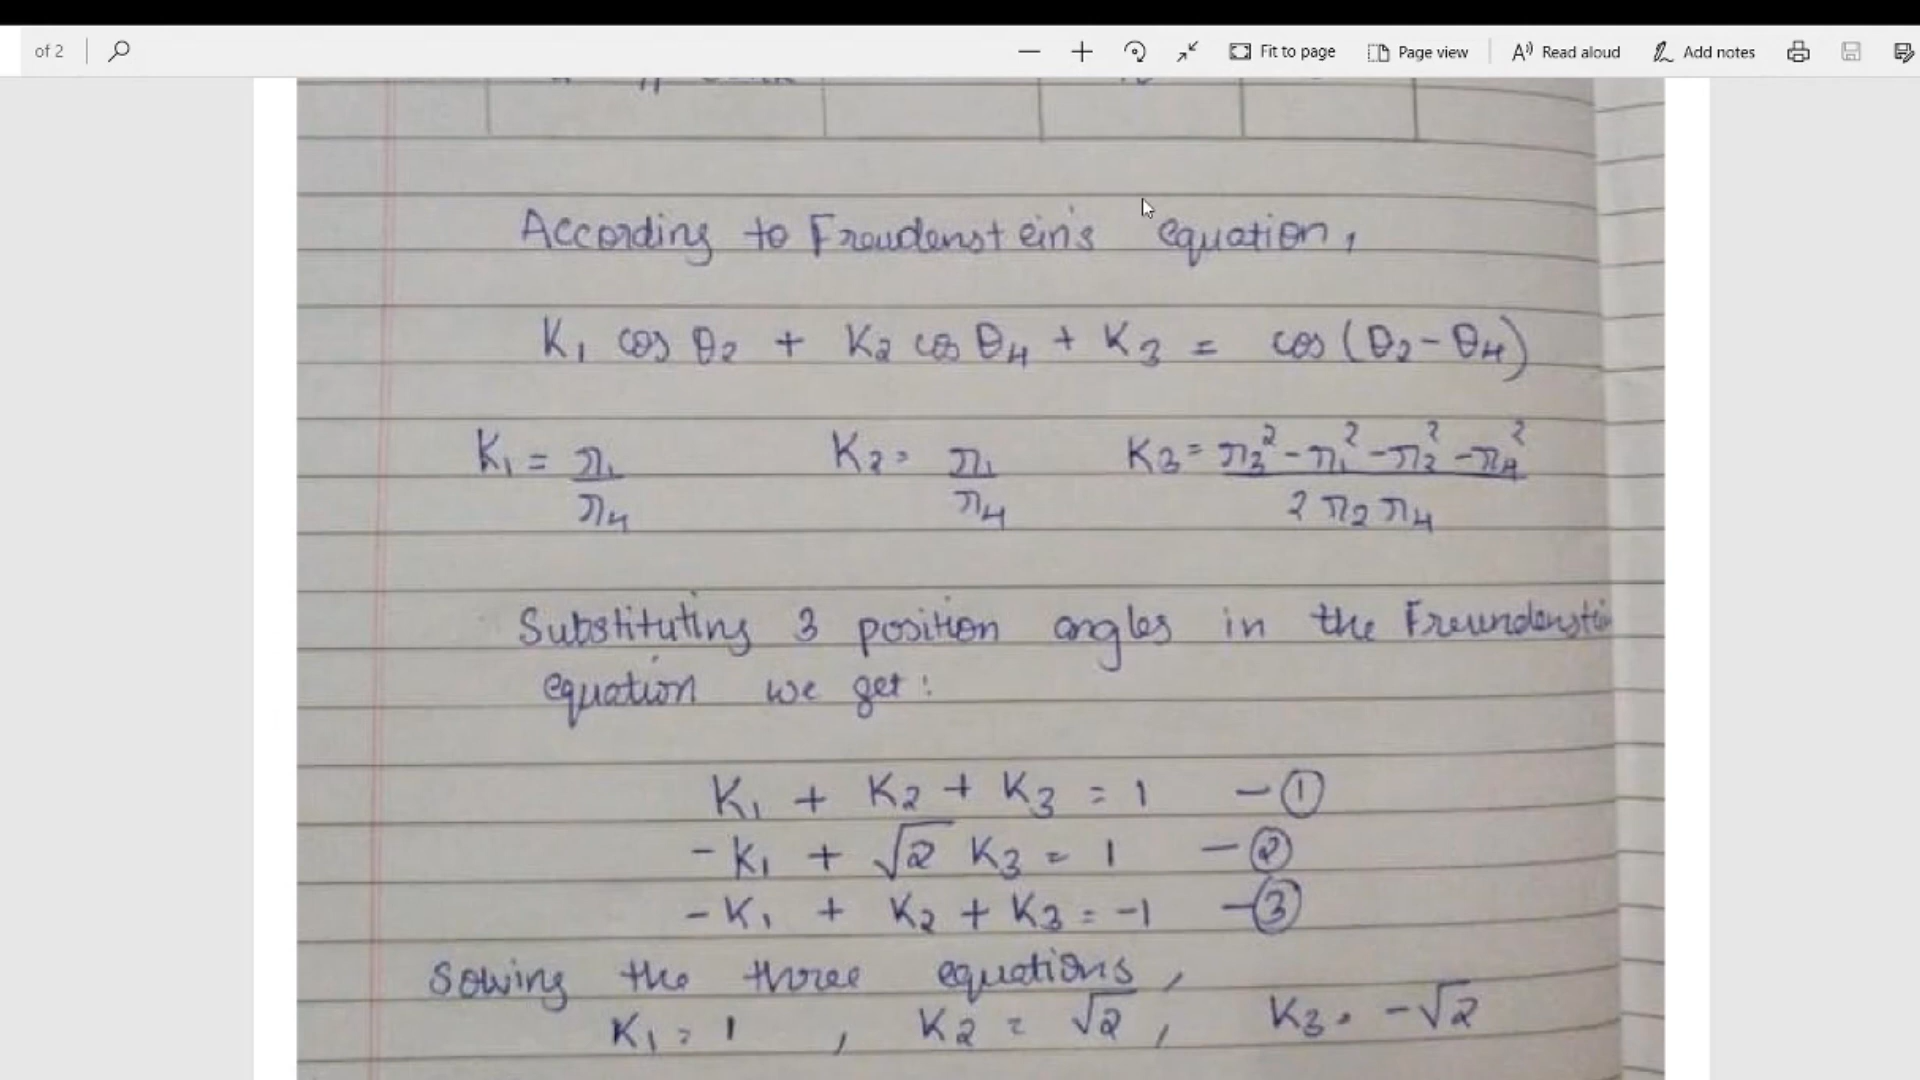 of 2 Fit to page Page view Read aloud Add notes
According to Freudenstein's equation,
K₁ cos θ₂ + K₂ cos θ₄ + K₃ = cos (θ₂ - θ₄)
K₁ = r₁/r₄ K₂ = r₁/r₄ K₃ = (r₃² - r₁² - r₂² - r₄²)/(2 r₂ r₄)
Substituting 3 position angles in the
equation we get:
K₁ + K₂ + K₃ = 1 - ①
- K₁ + √2 K₃ = 1 - ②
- K₁ + K₂ + K₃ = -1 - ③
Solving the three equations,
K₁ = 1 , K₂ = √2 , K₃ = -√2